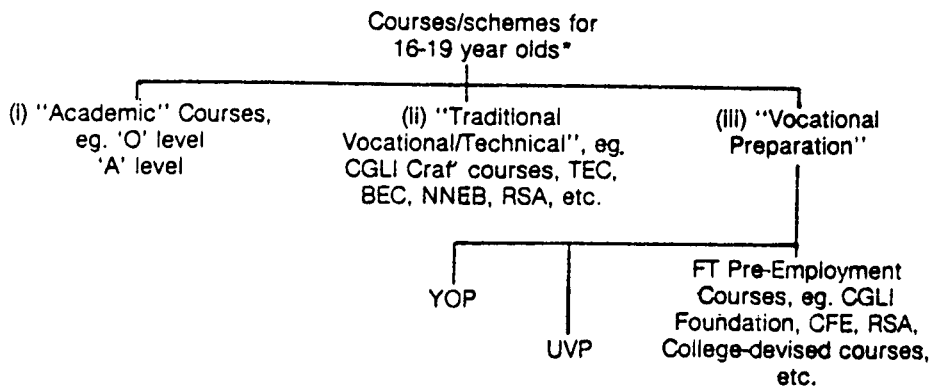 Courses/schemes for
16-19 year olds*
(i) "Academic" Courses,
eg. 'O' level
'A' level
(ii) "Traditional
Vocational/Technical", eg.
CGLI Craf' courses, TEC,
BEC, NNEB, RSA, etc.
(iii) "Vocational
Preparation"
YOP
UVP
FT Pre-Employment
Courses, eg. CGLI
Foundation, CFE, RSA,
College-devised courses,
etc.